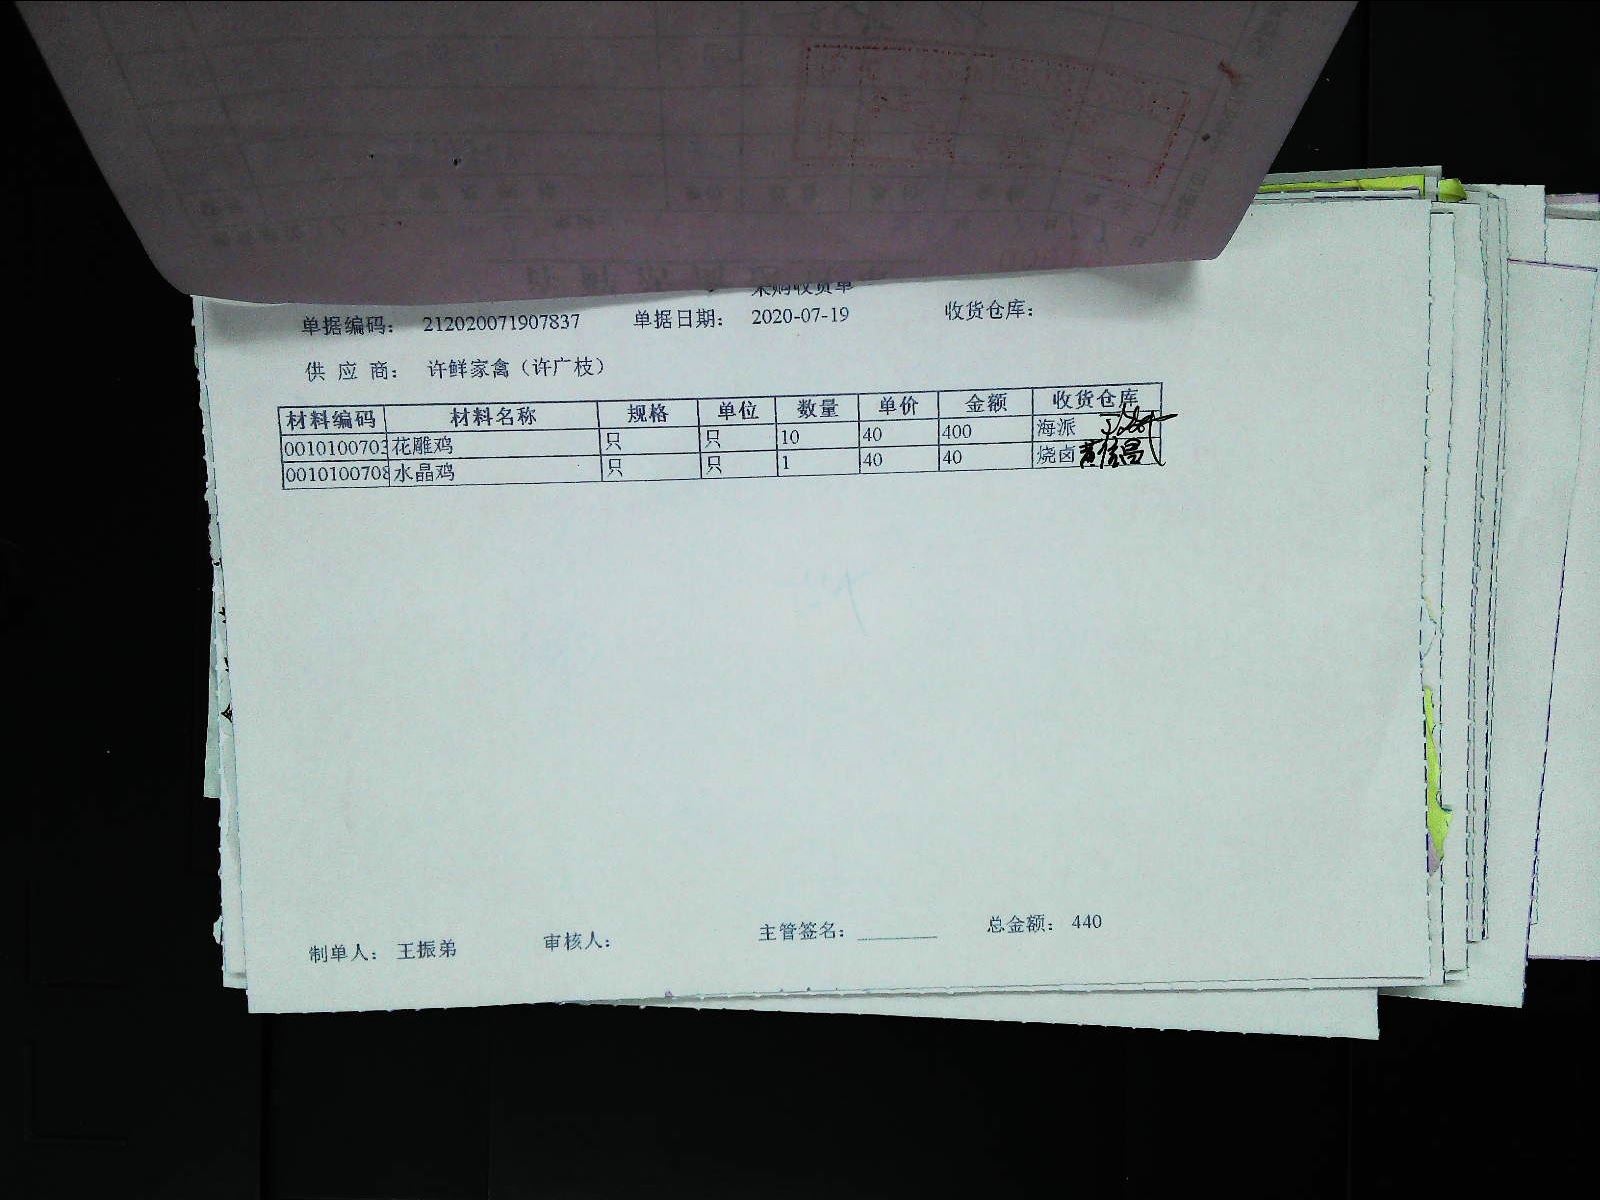 采购收货单
单据编码： 212020071907837 单据日期： 2020-07-19 收货仓库：
供 应 商： 许鲜家禽（许广枝）
材料编码 材料名称 规格 单位 数量 单价 金额 收货仓库
0010100703 花雕鸡 只 只 10 40 400 海派
0010100708 水晶鸡 只 只 1 40 40 烧卤
制单人： 王振弟 审核人： 主管签名： 总金额： 440